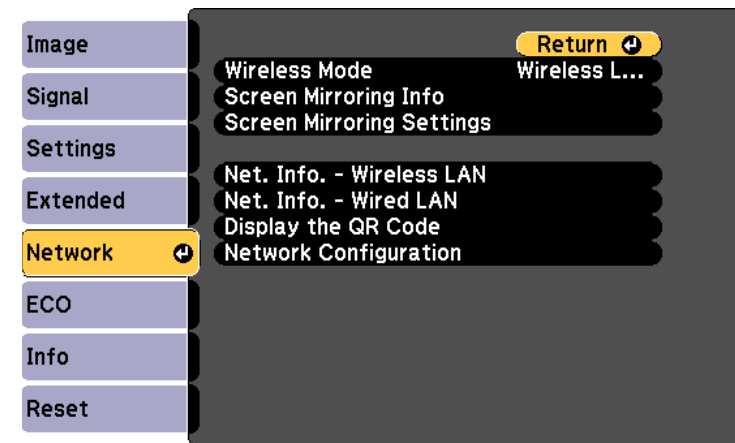 Image
Signal
Settings
Extended
Network
ECO
Info
Reset
Return
Wireless Mode Wireless L...
Screen Mirroring Info
Screen Mirroring Settings
Net. Info. - Wireless LAN
Net. Info. - Wired LAN
Display the QR Code
Network Configuration